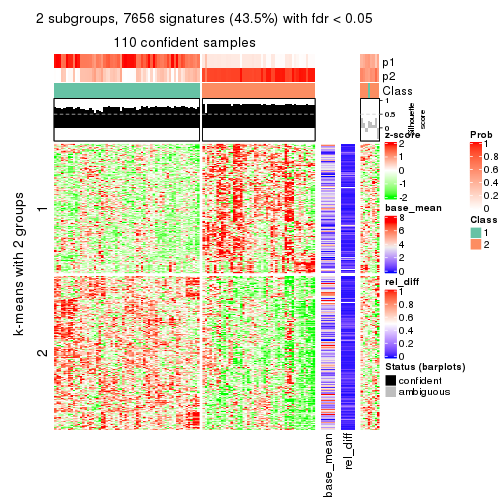 2 subgroups, 7656 signatures (43.5%) with fdr < 0.05
110 confident samples
p1
p2
Class
1
0.5
0
Silhouette
score
k-means with 2 groups
1
2
base_mean
rel_diff
z-score
2
1
0
-1
-2
base_mean
8
6
4
2
0
rel_diff
1
0.8
0.6
0.4
0.2
0
Status (barplots)
confident
ambiguous
Prob
1
0.8
0.6
0.4
0.2
0
Class
1
2